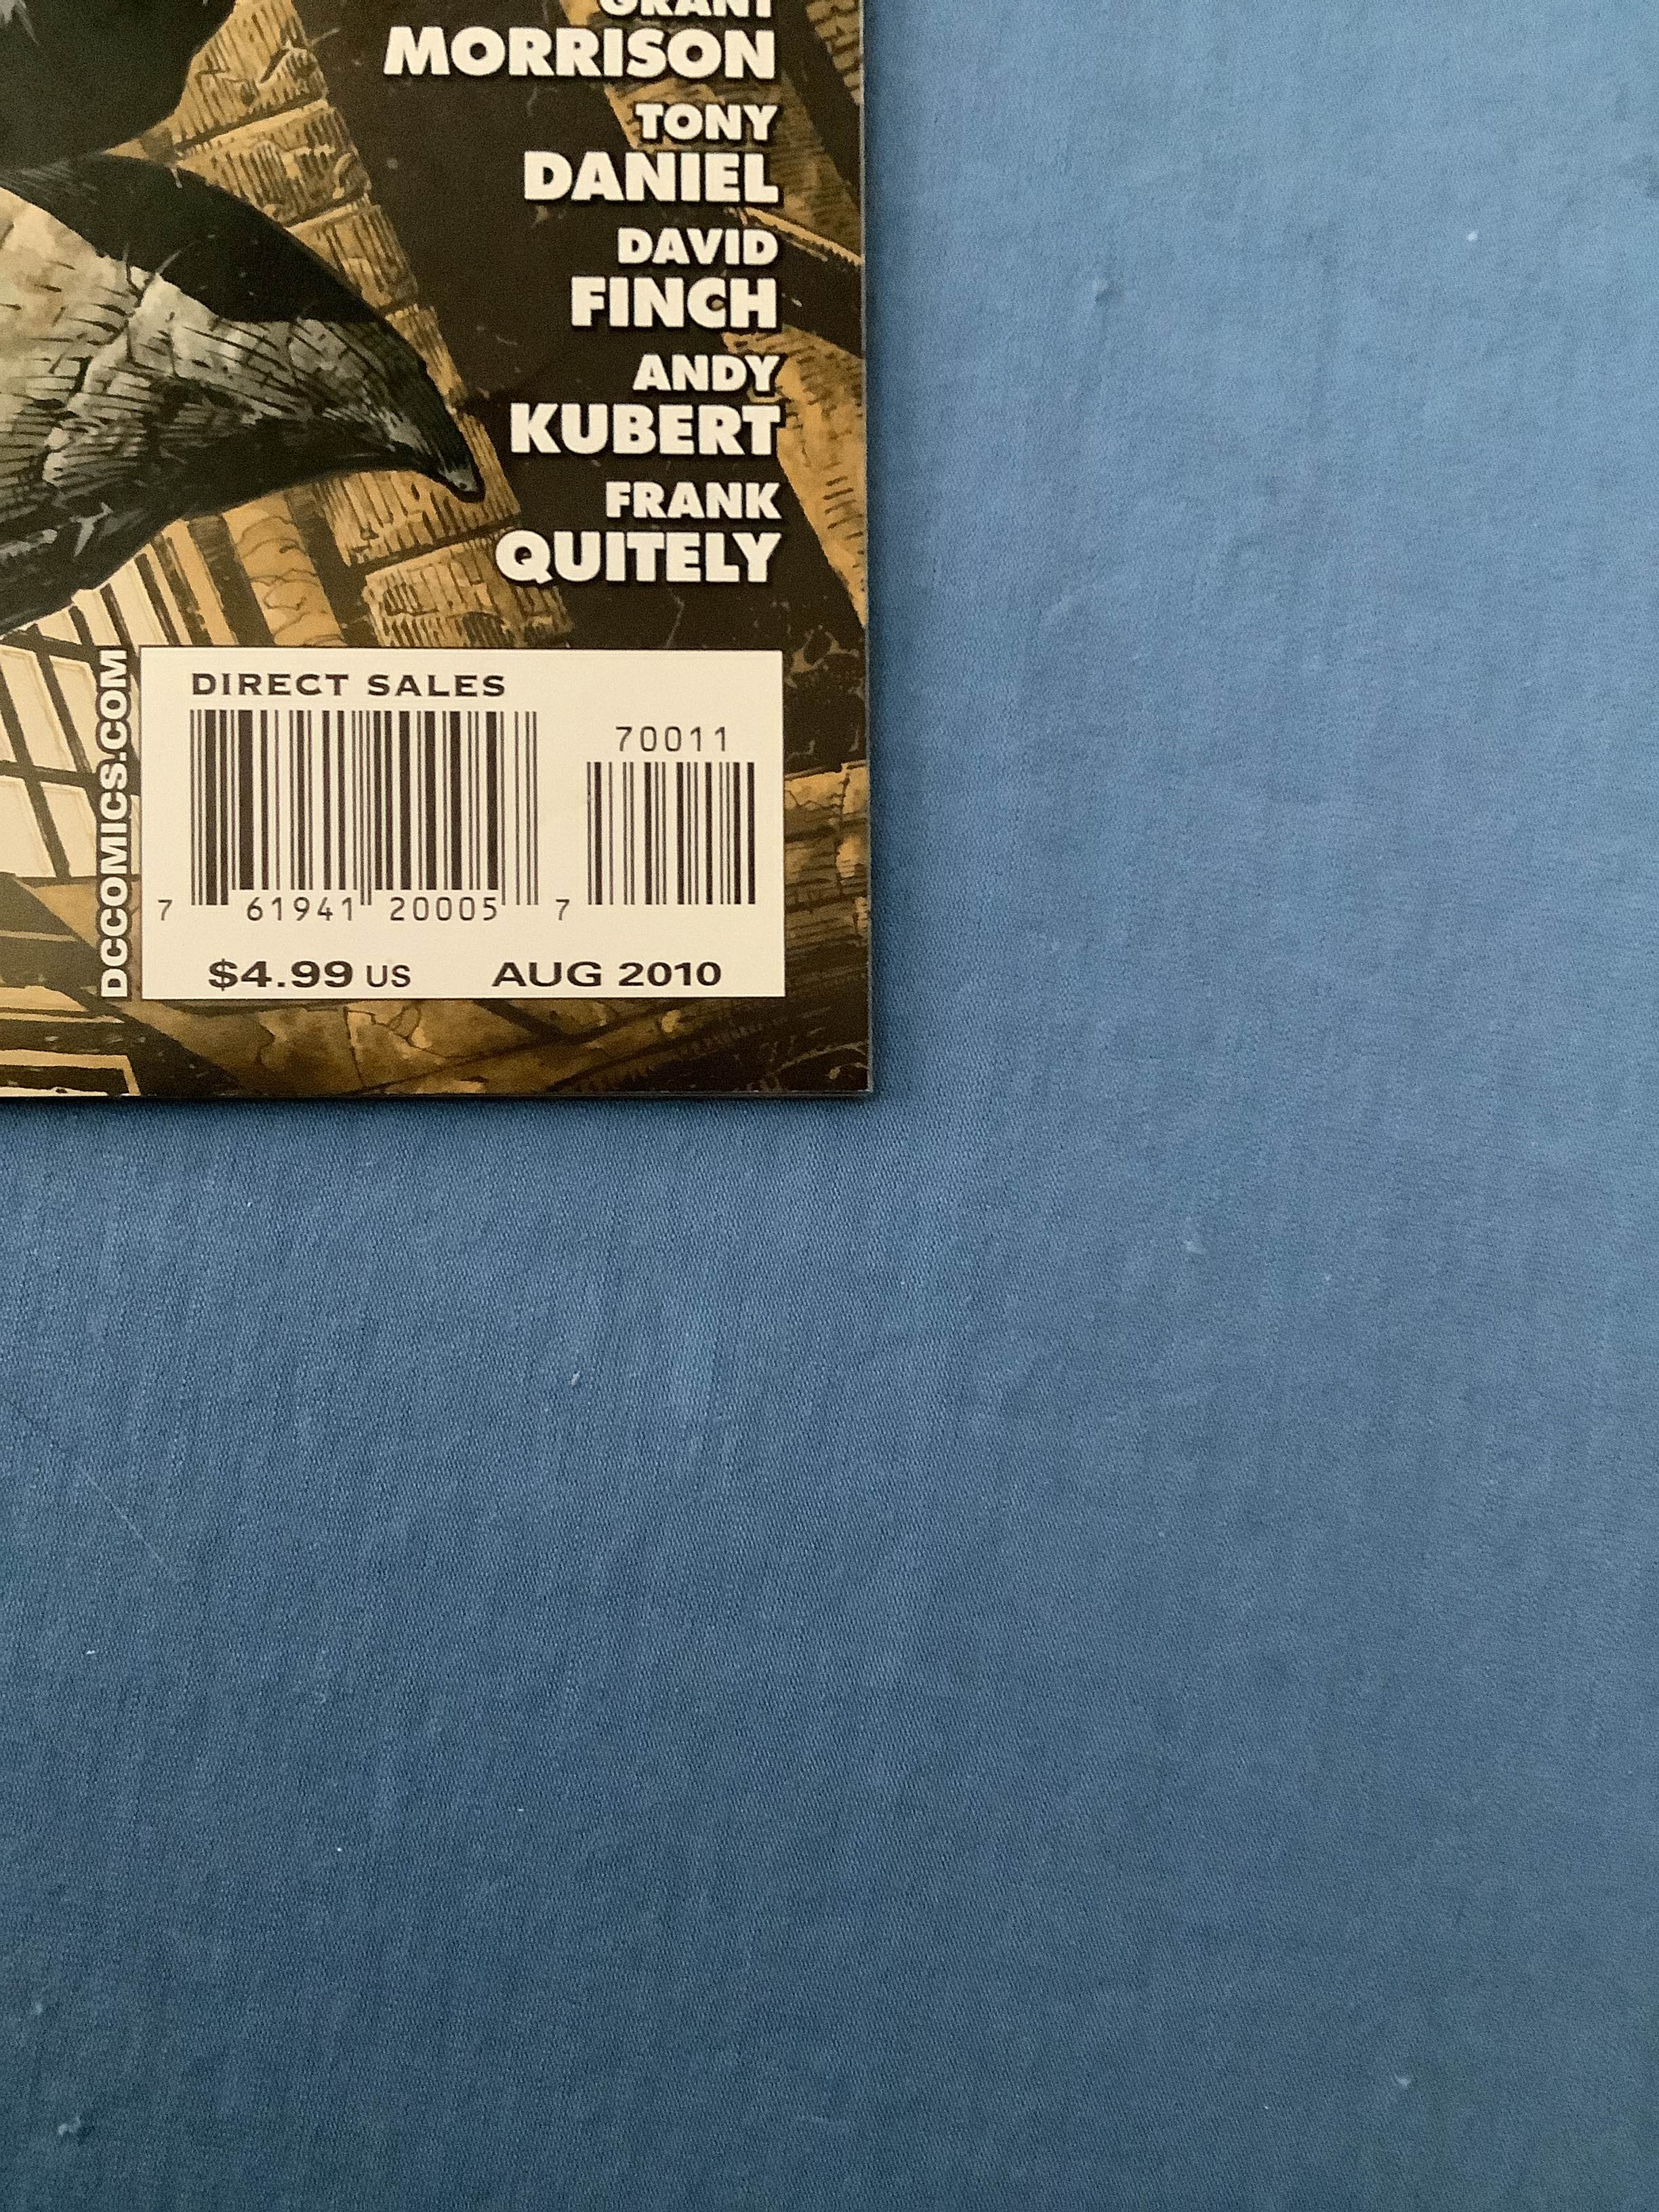 GRANT
MORRISON
TONY
DANIEL
DAVID
FINCH
ANDY
KUBERT
FRANK
QUITELY
DCCOMICS.COM
DIRECT SALES
70011
7 61941 20005 7
$4.99 US AUG 2010